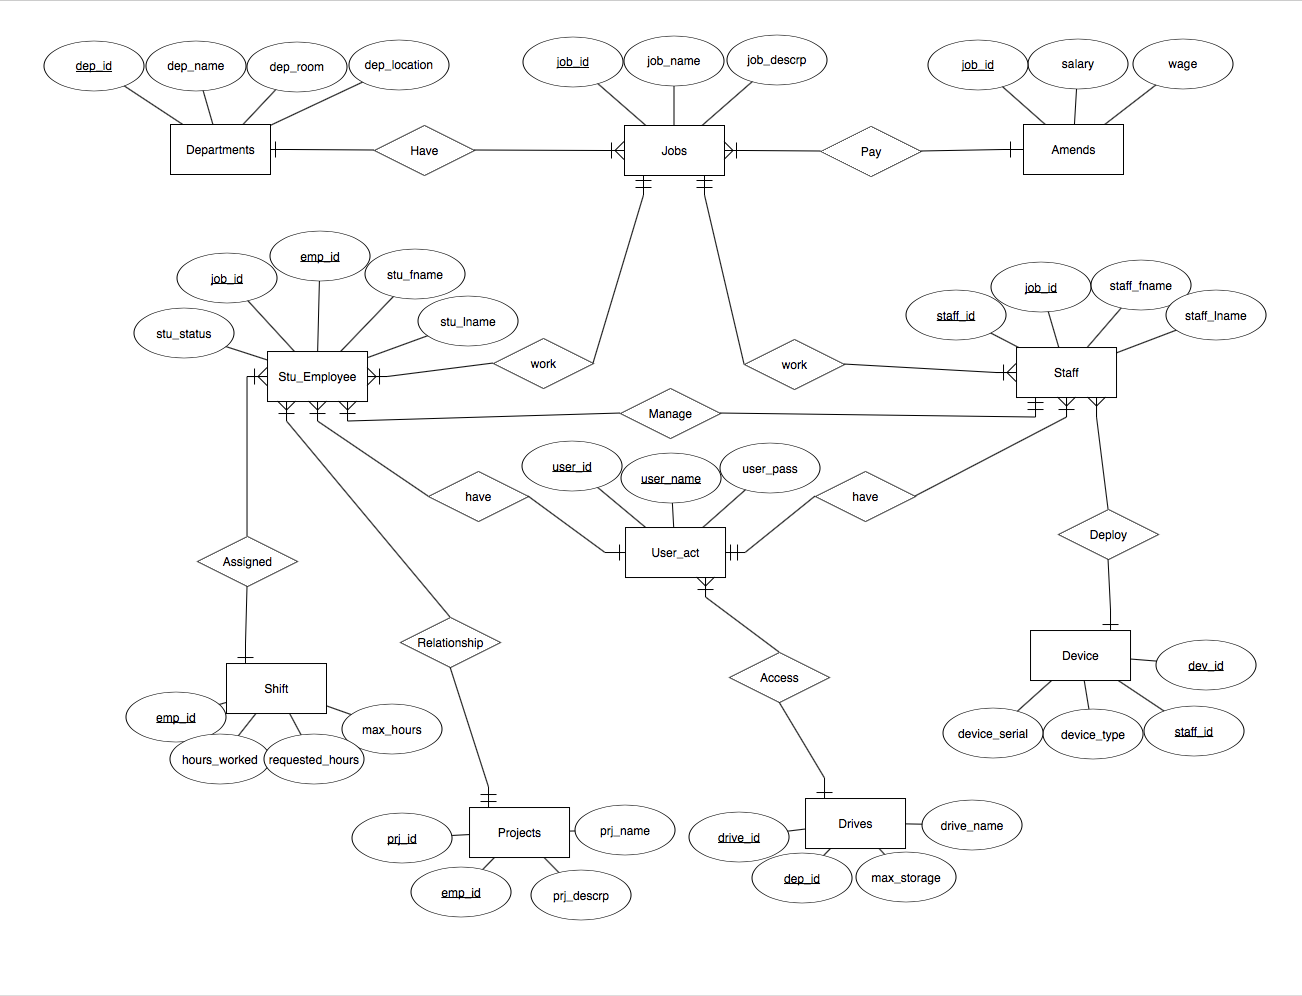 dep_id
dep_name
dep_room
dep_location
job_id
job_name
job_descrp
job_id
salary
wage
Departments
Have
Jobs
Pay
Amends
emp_id
job_id
stu_fname
stu_status
stu_lname
job_id
staff_fname
staff_id
staff_lname
Stu_Employee
work
work
Staff
Manage
user_id
user_name
user_pass
have
have
User_act
Deploy
Assigned
Relationship
Access
Device
dev_id
device_serial
device_type
staff_id
Shift
emp_id
max_hours
hours_worked
requested_hours
prj_id
Projects
prj_name
emp_id
prj_descrp
drive_id
Drives
drive_name
dep_id
max_storage